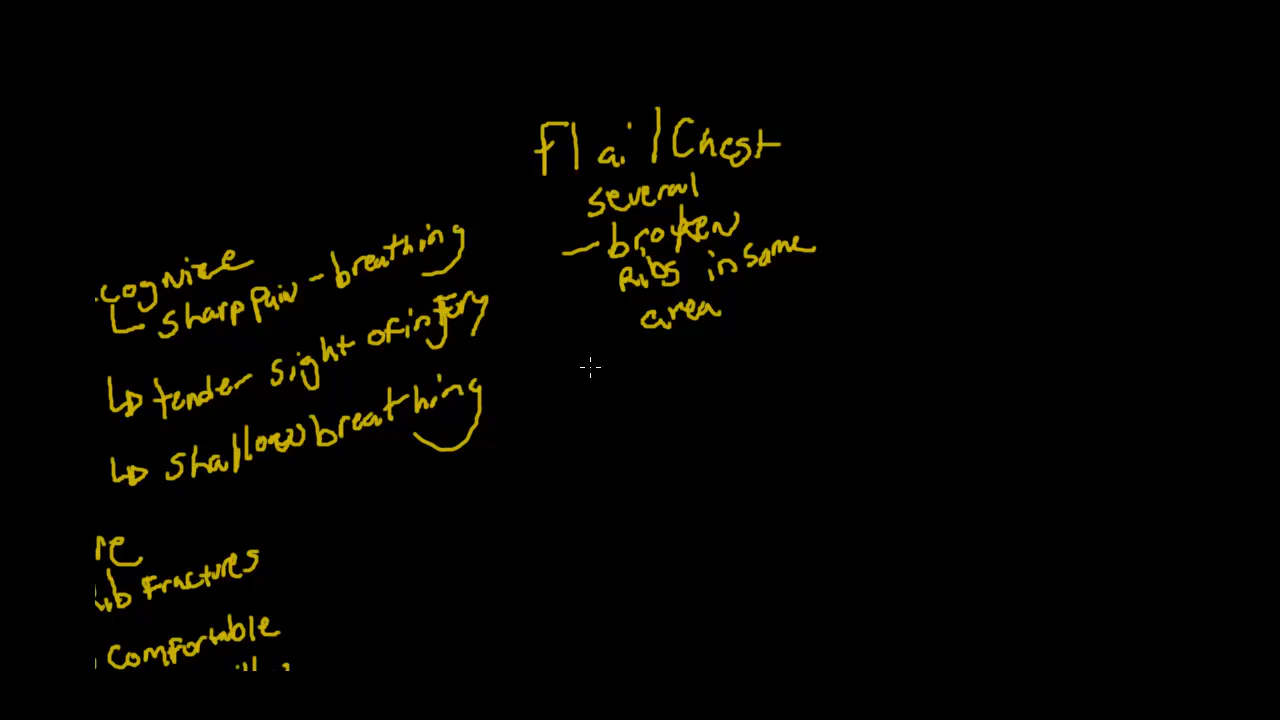 cognize
sharp pain - breathing
tender sight of injury
shallow breathing
re
Rib Fractures
Comfortable
Flail Chest
several
- broken
Ribs in same
area